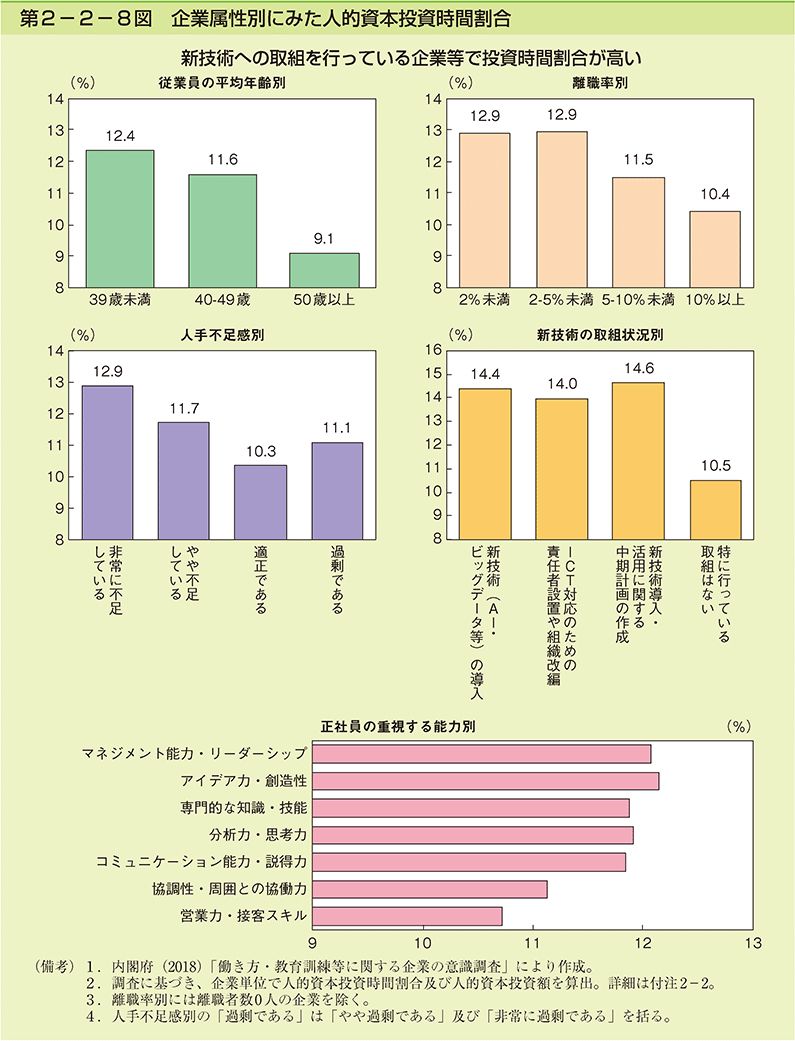 第2－2－8図　企業属性別にみた人的資本投資時間割合
新技術への取組を行っている企業等で投資時間割合が高い
(%)
従業員の平均年齢別
14
13
12
11
10
9
8
12.4
11.6
9.1
39歳未満
40-49歳
50歳以上
(%)
離職率別
14
13
12
11
10
9
8
12.9
12.9
11.5
10.4
2%未満
2-5%未満
5-10%未満
10%以上
(%)
人手不足感別
14
13
12
11
10
9
8
12.9
11.7
10.3
11.1
非常に不足
している
やや不足
している
適正である
過剰である
(%)
新技術の取組状況別
16
15
14
13
12
11
10
9
8
14.4
14.0
14.6
10.5
新技術（AI・
ビッグデータ等）の導入
ICT対応のための
責任者設置や組織改編
新技術導入・
活用に関する
中期計画の作成
特に行っている
取組はない
正社員の重視する能力別
(%)
マネジメント能力・リーダーシップ
アイデア力・創造性
専門的な知識・技能
分析力・思考力
コミュニケーション能力・説得力
協調性・周囲との協働力
営業力・接客スキル
9
10
11
12
13
（備考）1．内閣府（2018）「働き方・教育訓練等に関する企業の意識調査」により作成。
2．調査に基づき、企業単位で人的資本投資時間割合及び人的資本投資額を算出。詳細は付注2－2。
3．離職率別には離職者数0人の企業を除く。
4．人手不足感別の「過剰である」は「やや過剰である」及び「非常に過剰である」を括る。